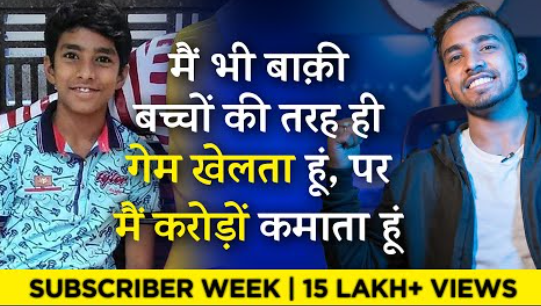 मैं भी बाक़ी
बच्चों की तरह ही
गेम खेलता हूं, पर
मैं करोड़ों कमाता हूं
SUBSCRIBER WEEK | 15 LAKH+ VIEWS